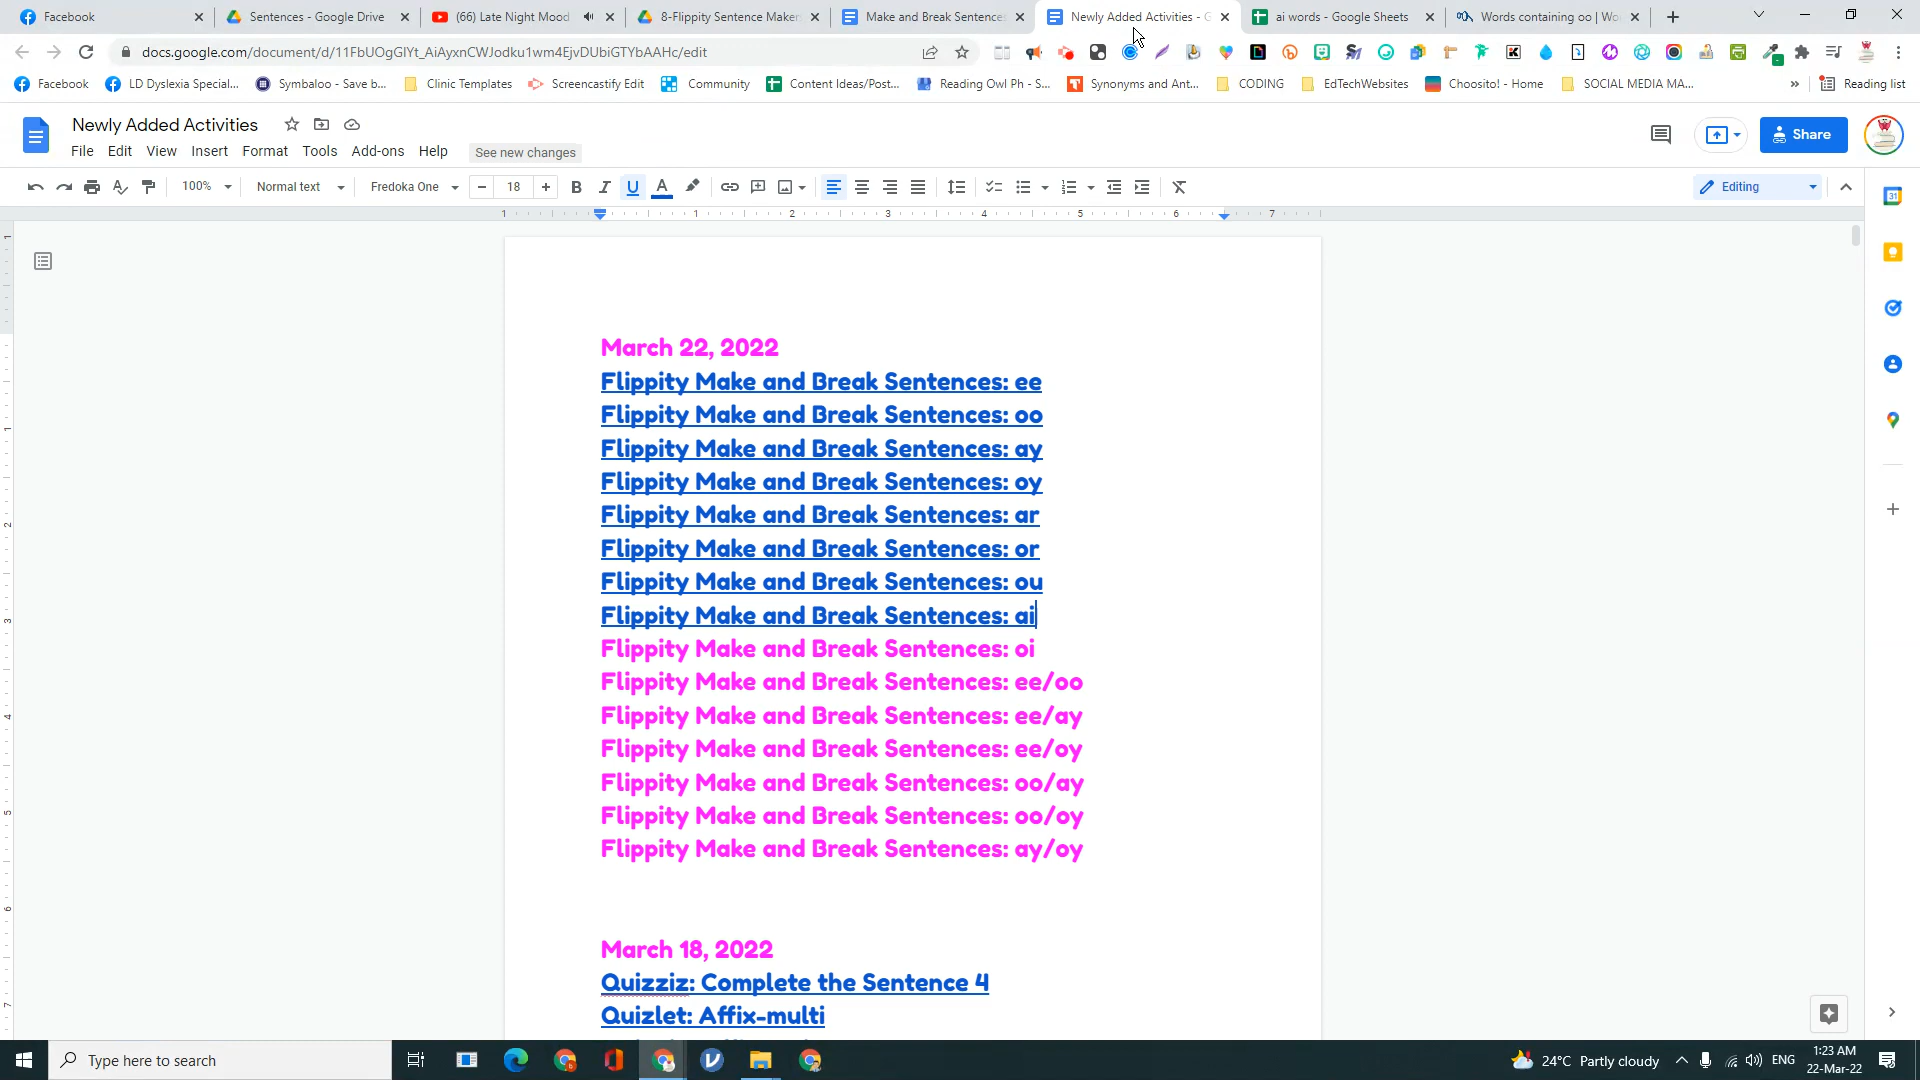 Facebook
Sentences - Google Drive
(66) Late Night Mood
8-Flippity Sentence Maker
Make and Break Sentences
Newly Added Activities - G
ai words - Google Sheets
Words containing oo | Wo
docs.google.com/document/d/11FbUOgGlYt_AiAyxnCWJodku1wm4EjvDUbiGTYbAAHc/edit
Facebook
LD Dyslexia Special...
Symbaloo - Save b...
Clinic Templates
Screencastify Edit
Community
Content Ideas/Post...
Reading Owl Ph - S...
Synonyms and Ant...
CODING
EdTechWebsites
Choosito! - Home
SOCIAL MEDIA MA...
Reading list
Newly Added Activities
File Edit View Insert Format Tools Add-ons Help See new changes
Share
100% Normal text Fredoka One 18 Editing
1 1 2 3 4 5 6 7
March 22, 2022
Flippity Make and Break Sentences: ee
Flippity Make and Break Sentences: oo
Flippity Make and Break Sentences: ay
Flippity Make and Break Sentences: oy
Flippity Make and Break Sentences: ar
Flippity Make and Break Sentences: or
Flippity Make and Break Sentences: ou
Flippity Make and Break Sentences: ai
Flippity Make and Break Sentences: oi
Flippity Make and Break Sentences: ee/oo
Flippity Make and Break Sentences: ee/ay
Flippity Make and Break Sentences: ee/oy
Flippity Make and Break Sentences: oo/ay
Flippity Make and Break Sentences: oo/oy
Flippity Make and Break Sentences: ay/oy
March 18, 2022
Quizziz: Complete the Sentence 4
Quizlet: Affix-multi
Type here to search
24°C Partly cloudy
ENG
1:23 AM
22-Mar-22